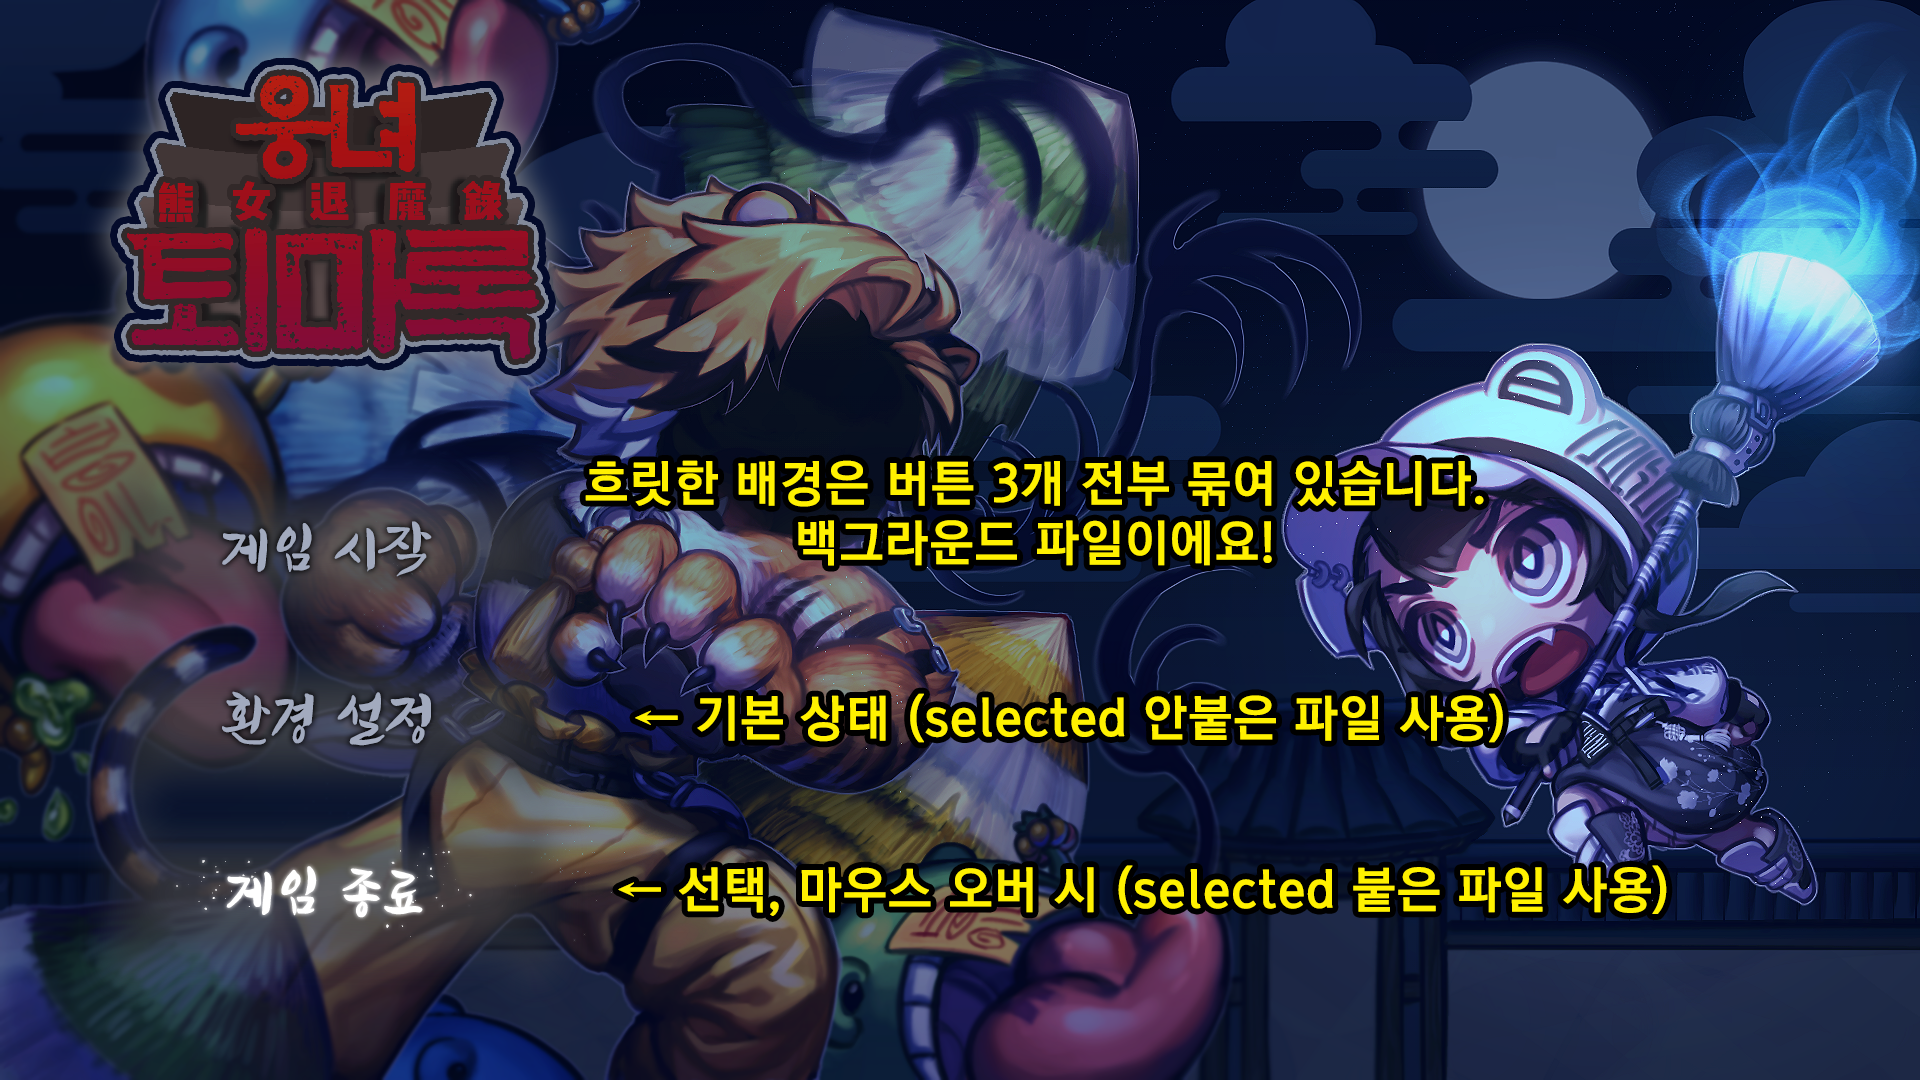 웅녀
熊女退魔錄
퇴마록
흐릿한 배경은 버튼 3개 전부 묶여 있습니다.
백그라운드 파일이에요!
게임 시작
환경 설정
← 기본 상태 (selected 안붙은 파일 사용)
게임 종료
← 선택, 마우스 오버 시 (selected 붙은 파일 사용)